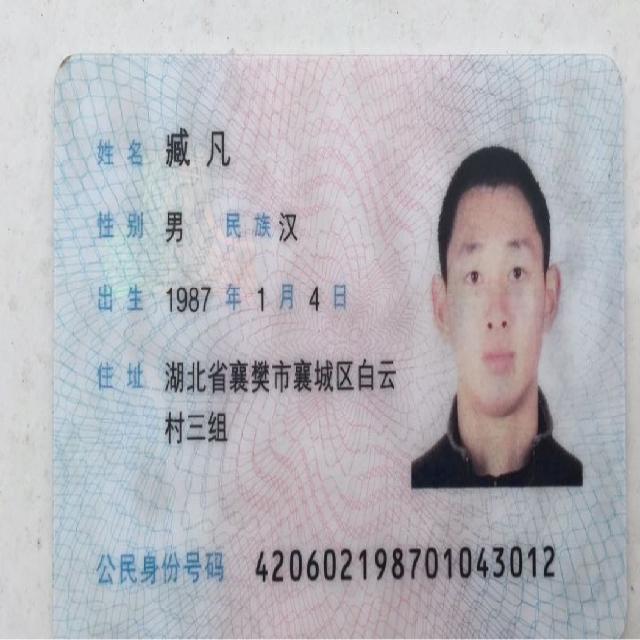 姓名 臧凡
性别 男 民族 汉
出生 1987 年 1 月 4 日
住址 湖北省襄樊市襄城区白云
村三组
公民身份号码 420602198701043012